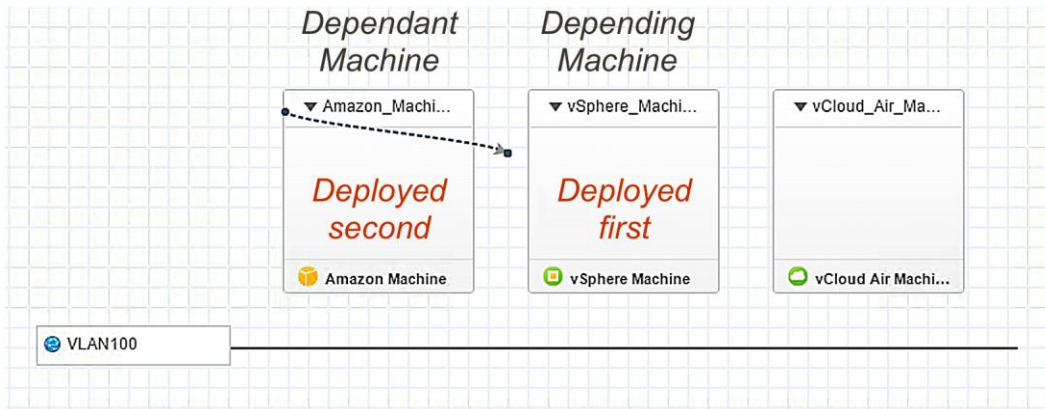 Dependant
Machine
Depending
Machine
Amazon_Machi...
vSphere_Machi...
vCloud_Air_Ma...
Deployed
second
Deployed
first
Amazon Machine
vSphere Machine
vCloud Air Machi...
VLAN100